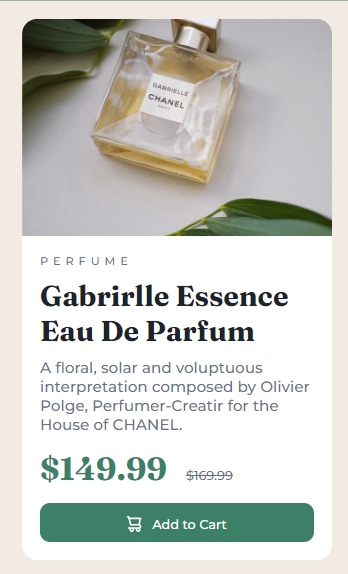 GABRIELLE
CHANEL
PARIS
PERFUME
Gabrirlle Essence
Eau De Parfum
A floral, solar and voluptuous
interpretation composed by Olivier
Polge, Perfumer-Creatir for the
House of CHANEL.
$149.99 $169.99
Add to Cart